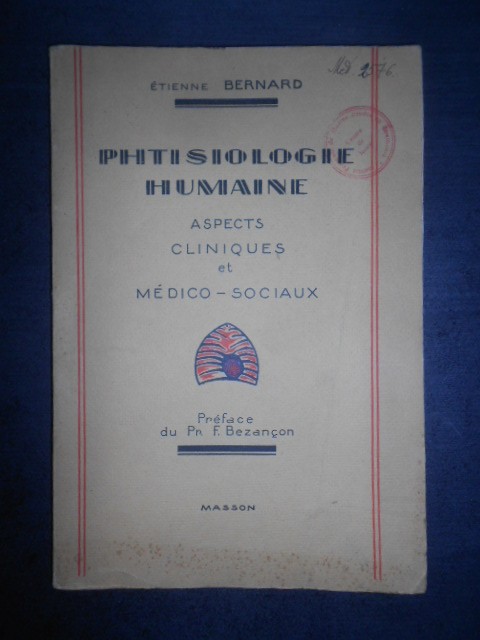 ÉTIENNE BERNARD
PHTISIOLOGIE
HUMAINE
ASPECTS
CLINIQUES
et
MÉDICO - SOCIAUX
Préface
du Pr. F. Bezançon
MASSON